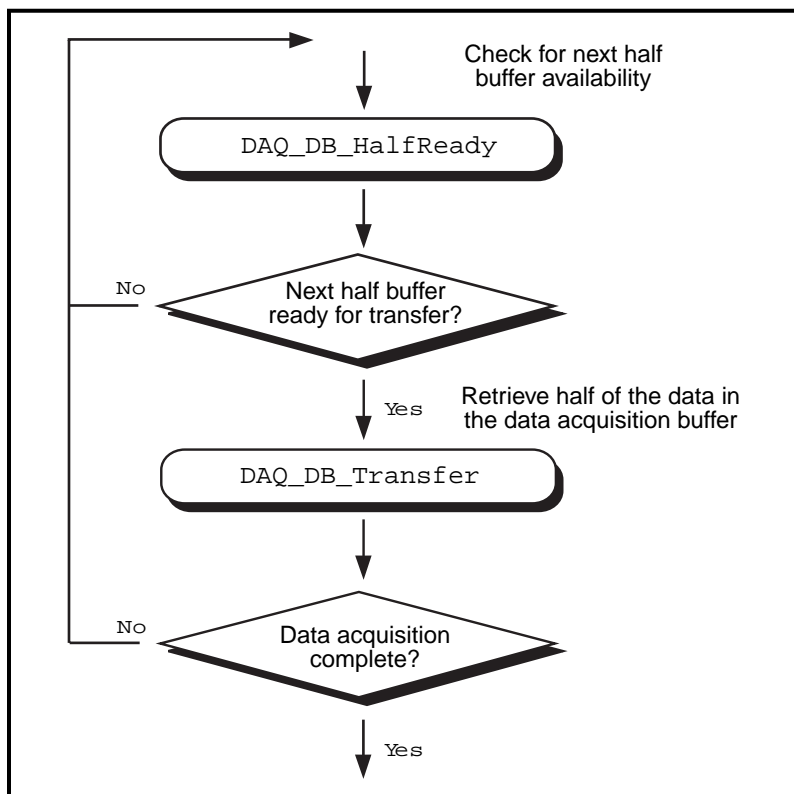 Check for next half
buffer availability
DAQ_DB_HalfReady
No
Next half buffer
ready for transfer?
Yes
Retrieve half of the data in
the data acquisition buffer
DAQ_DB_Transfer
No
Data acquisition
complete?
Yes